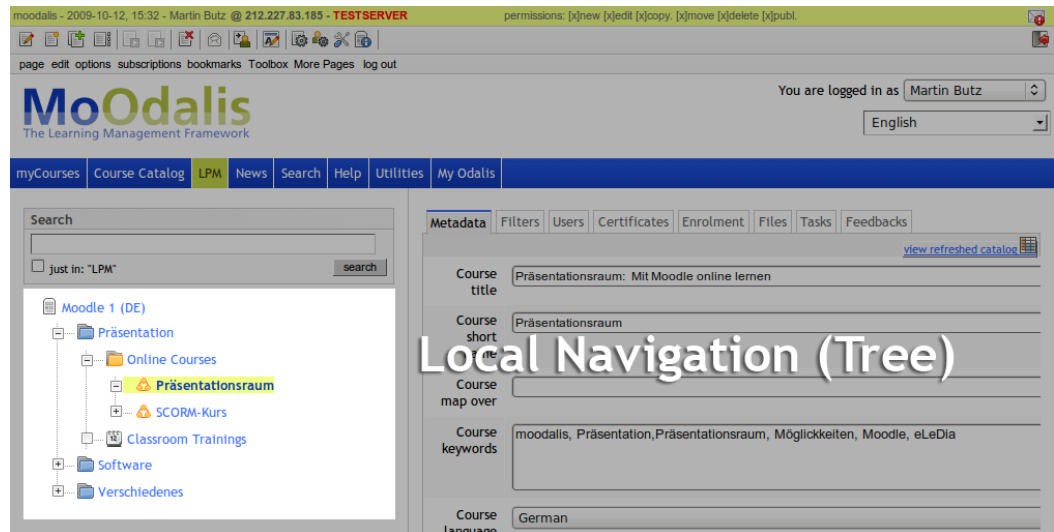 moodalis - 2009-10-12, 15:32 - Martin Butz @ 212.227.83.185 - TESTSERVER permissions: [x]new [x]edit [x]copy. [x]move [x]delete [x]publ.
page edit options subscriptions bookmarks Toolbox More Pages log out
You are logged in as Martin Butz
MoOdalis
The Learning Management Framework
English
myCourses Course Catalog LPM News Search Help Utilities My Odalis
Search
just in: "LPM" search
Moodle 1 (DE)
Präsentation
Online Courses
Präsentationsraum
SCORM-Kurs
Classroom Trainings
Software
Verschiedenes
Metadata Filters Users Certificates Enrolment Files Tasks Feedbacks
view refreshed catalog
Course title Präsentationsraum: Mit Moodle online lernen
Course short name Präsentationsraum
Local Navigation (Tree)
Course map over
Course keywords moodalis, Präsentation,Präsentationsraum, Möglickkeiten, Moodle, eLeDia
Course language German